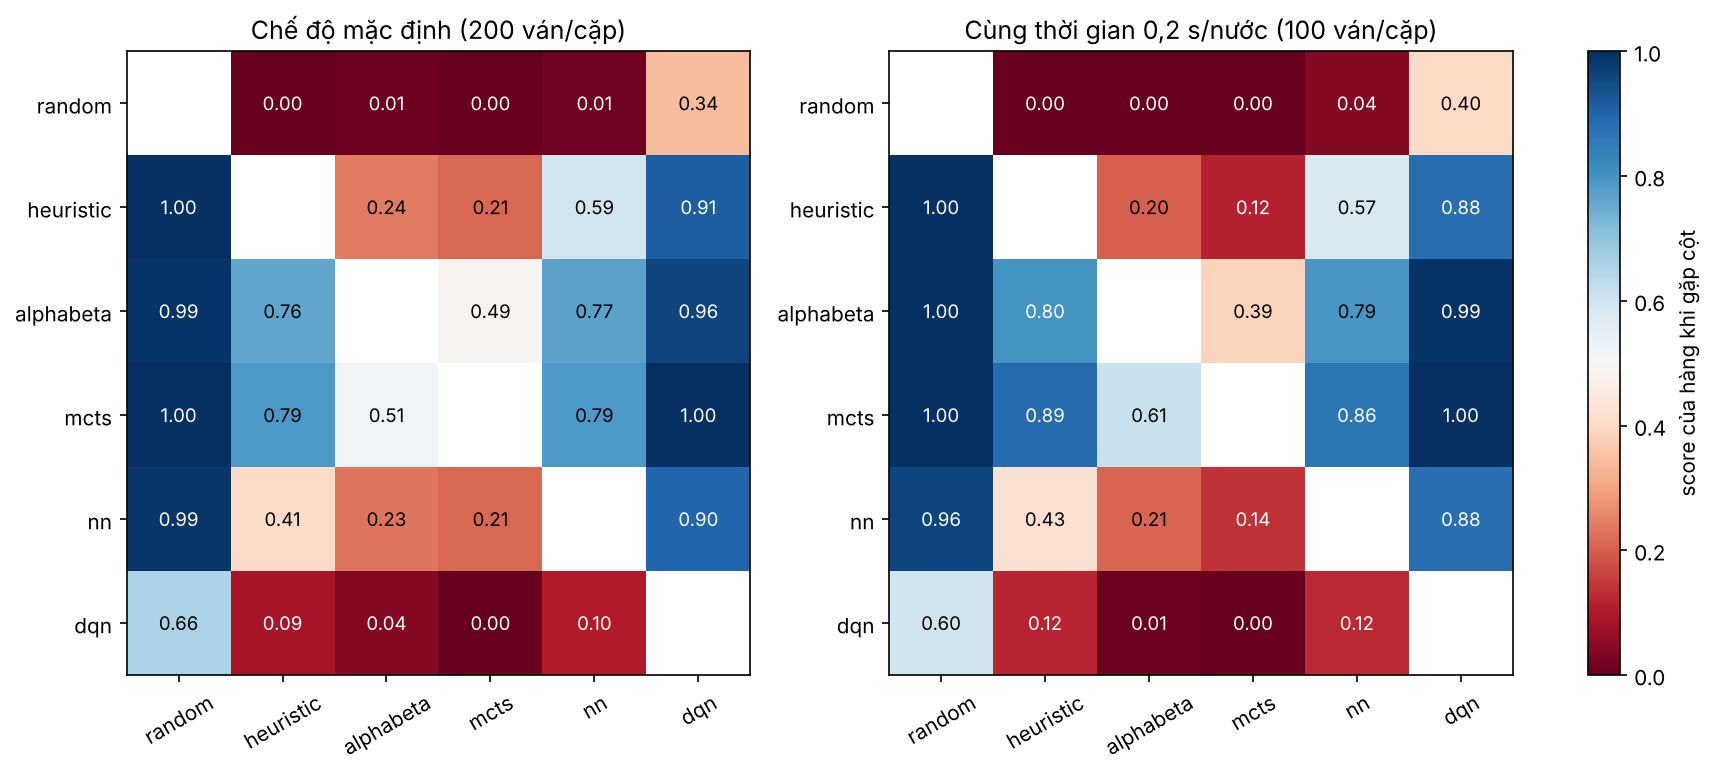 Chế độ mặc định (200 ván/cặp)
random 0.00 0.01 0.00 0.01 0.34
heuristic 1.00 0.24 0.21 0.59 0.91
alphabeta 0.99 0.76 0.49 0.77 0.96
mcts 1.00 0.79 0.51 0.79 1.00
nn 0.99 0.41 0.23 0.21 0.90
dqn 0.66 0.09 0.04 0.00 0.10
random heuristic alphabeta mcts nn dqn
Cùng thời gian 0,2 s/nước (100 ván/cặp)
random 0.00 0.00 0.00 0.04 0.40
heuristic 1.00 0.20 0.12 0.57 0.88
alphabeta 1.00 0.80 0.39 0.79 0.99
mcts 1.00 0.89 0.61 0.86 1.00
nn 0.96 0.43 0.21 0.14 0.88
dqn 0.60 0.12 0.01 0.00 0.12
random heuristic alphabeta mcts nn dqn
1.0
0.8
0.6
0.4
0.2
0.0
score của hàng khi gặp cột